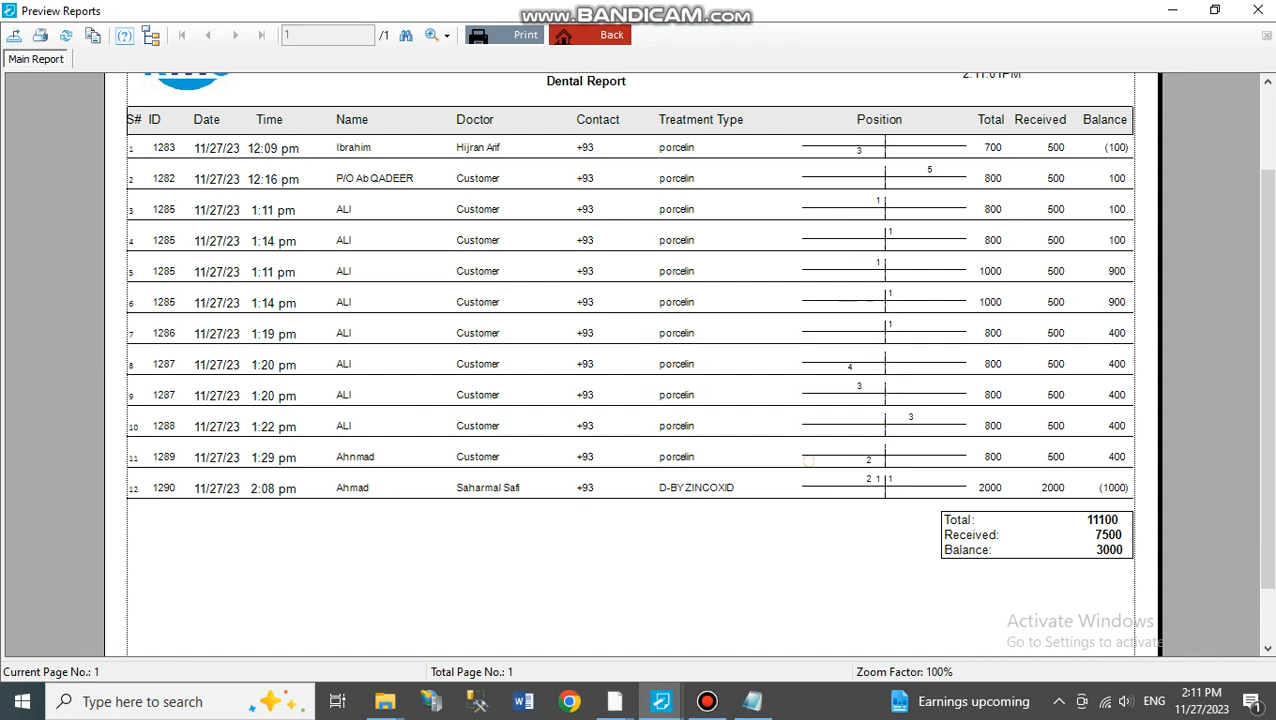 Preview Reports
www.BANDICAM.com
1 /1 Print Back
Main Report
2:11:01PM
Dental Report
S# ID Date Time Name Doctor Contact Treatment Type Position Total Received Balance
1 1283 11/27/23 12:09 pm Ibrahim Hijran Arif +93 porcelin 3 700 500 (100)
2 1282 11/27/23 12:16 pm P/O Ab QADEER Customer +93 porcelin 5 800 500 100
3 1285 11/27/23 1:11 pm ALI Customer +93 porcelin 1 800 500 100
4 1285 11/27/23 1:14 pm ALI Customer +93 porcelin 1 800 500 100
5 1285 11/27/23 1:11 pm ALI Customer +93 porcelin 1 1000 500 900
6 1285 11/27/23 1:14 pm ALI Customer +93 porcelin 1 1000 500 900
7 1286 11/27/23 1:19 pm ALI Customer +93 porcelin 1 800 500 400
8 1287 11/27/23 1:20 pm ALI Customer +93 porcelin 4 800 500 400
9 1287 11/27/23 1:20 pm ALI Customer +93 porcelin 3 800 500 400
10 1288 11/27/23 1:22 pm ALI Customer +93 porcelin 3 800 500 400
11 1289 11/27/23 1:29 pm Ahnmad Customer +93 porcelin 2 800 500 400
12 1290 11/27/23 2:08 pm Ahmad Saharmal Safi +93 D-BY ZINCOXID 2 1 1 2000 2000 (1000)
Total: 11100
Received: 7500
Balance: 3000
Activate Windows
Go to Settings to activate
Current Page No.: 1 Total Page No.: 1 Zoom Factor: 100%
Type here to search Earnings upcoming ENG 2:11 PM
11/27/2023